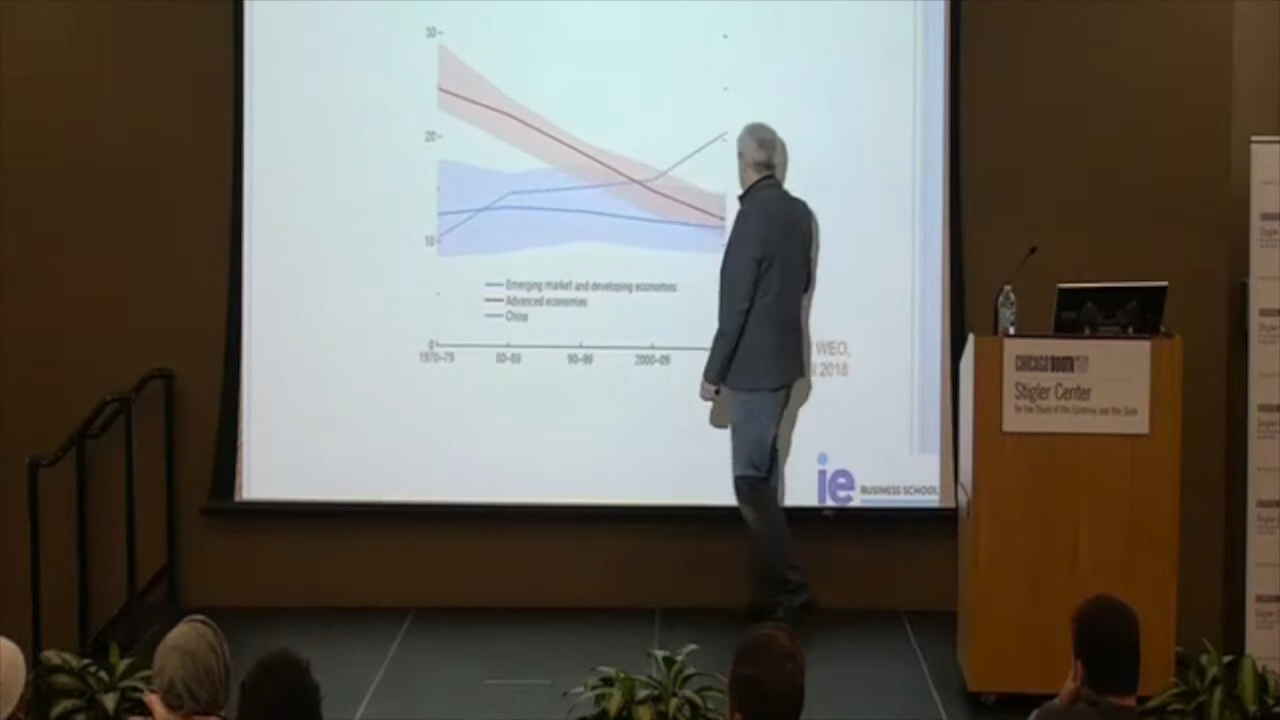 30
20
10
Emerging market and developing economies
Advanced economies
China
0
1970–79 80–89 90–99 2000–09
WEO,
2018
ie BUSINESS SCHOOL
CHICAGO BOOTH
Stigler Center
for the Study of the Economy and the State